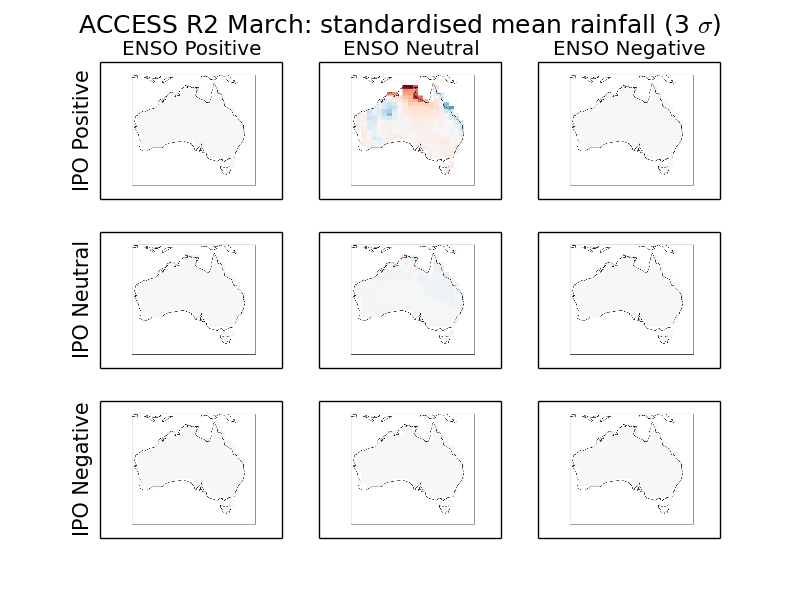 ACCESS R2 March: standardised mean rainfall (3 σ)
ENSO Positive
ENSO Neutral
ENSO Negative
IPO Positive
IPO Neutral
IPO Negative